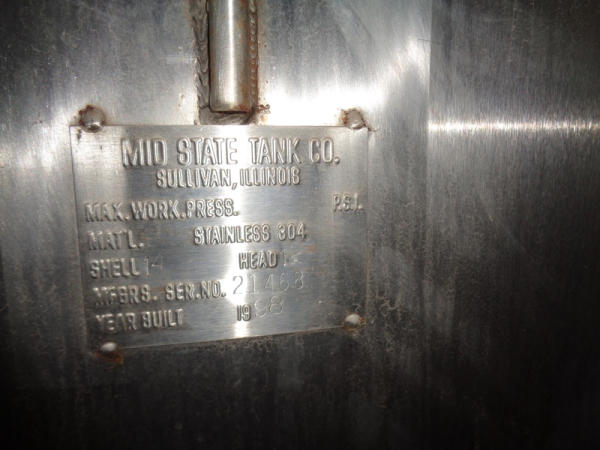 MID STATE TANK CO.
SULLIVAN, ILLINOIS
MAX. WORK. PRESS. P.S.I.
MAT'L. STAINLESS 304
SHELL 14 HEAD
MFGRS. SER. NO. 21468
YEAR BUILT 1998